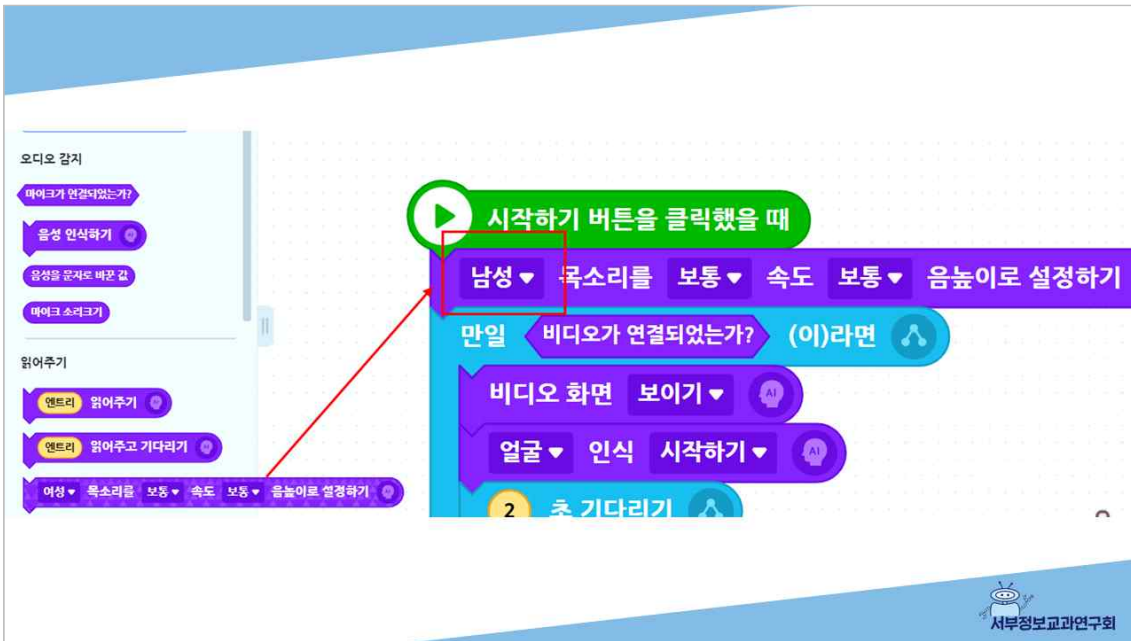 오디오 감지
마이크가 연결되었는가?
음성 인식하기
음성을 문자로 바꾼 값
마이크 소리크기
읽어주기
엔트리 읽어주기
엔트리 읽어주고 기다리기
여성 목소리를 보통 속도 보통 음높이로 설정하기
시작하기 버튼을 클릭했을 때
남성 목소리를 보통 속도 보통 음높이로 설정하기
만일 비디오가 연결되었는가? (이)라면
비디오 화면 보이기 AI
얼굴 인식 시작하기 AI
2 초 기다리기
서부정보교과연구회